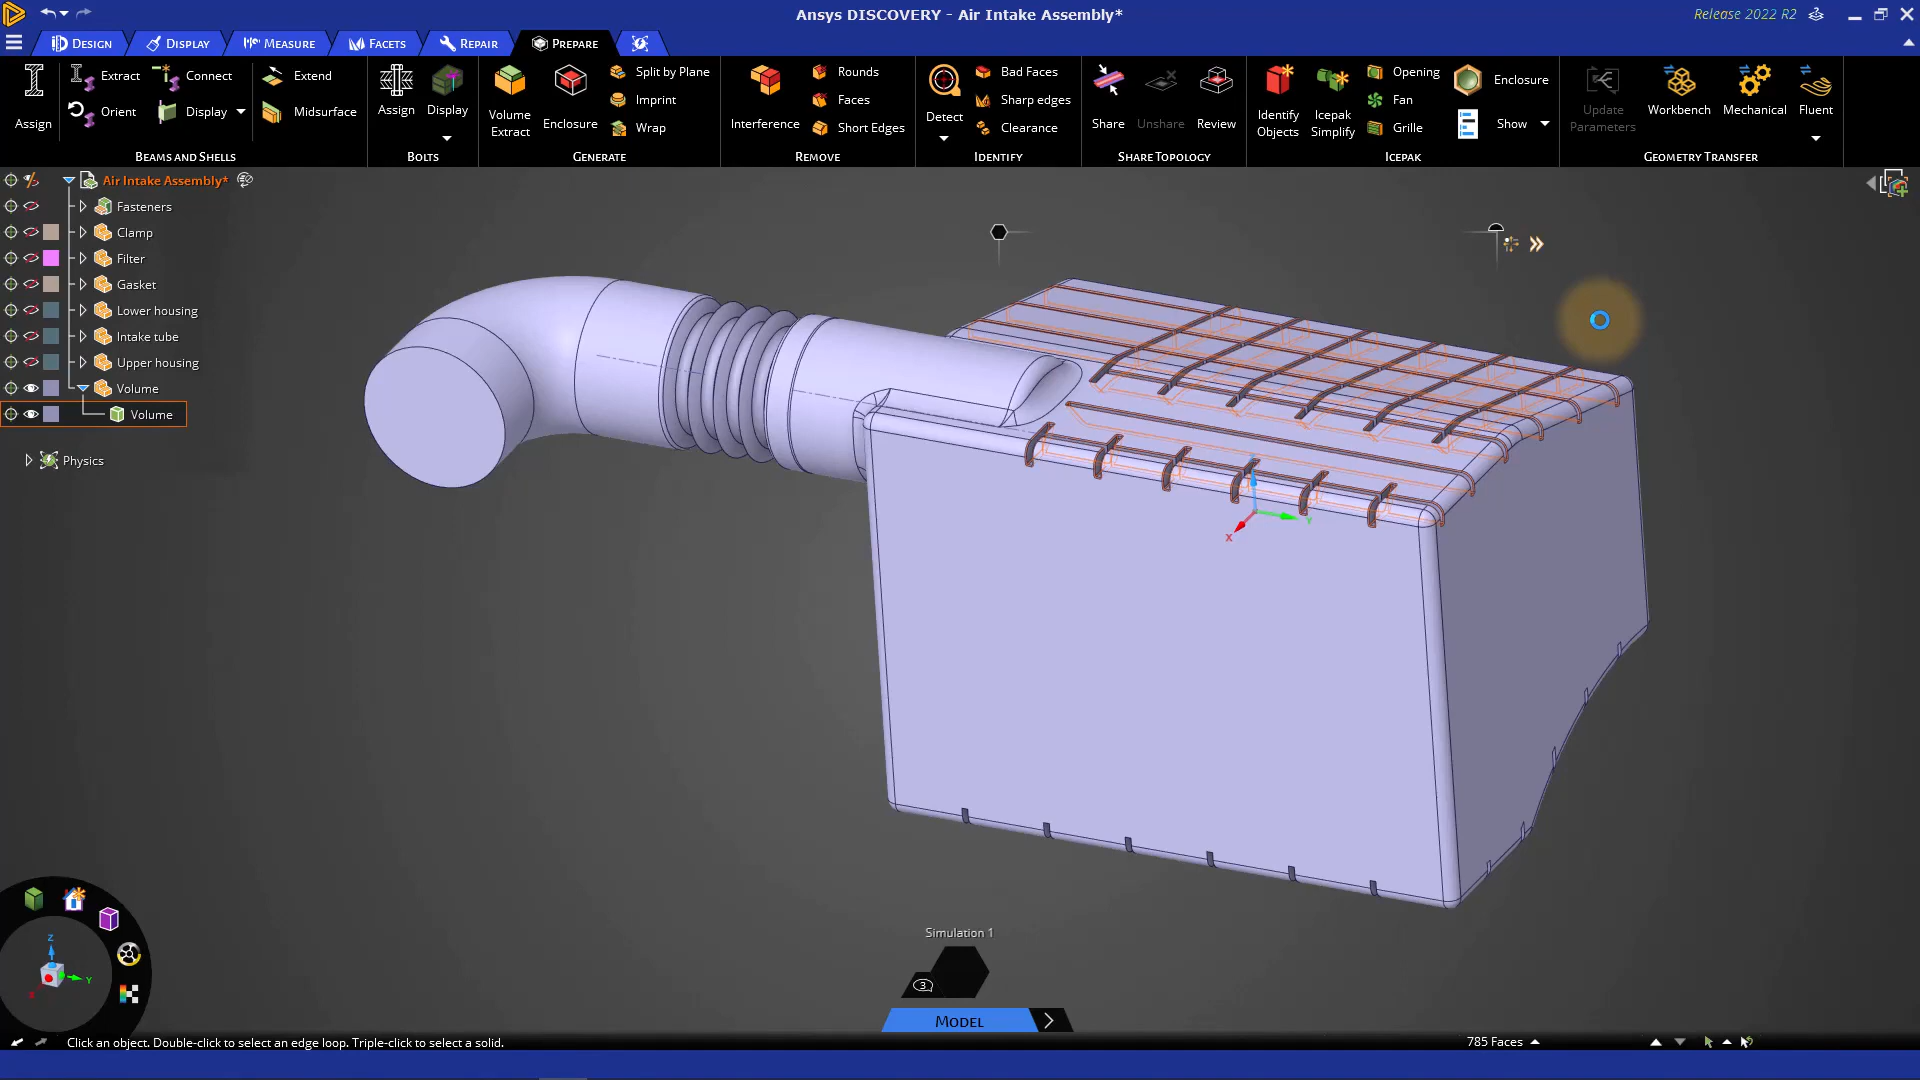 Ansys DISCOVERY - Air Intake Assembly*
Release 2022 R2
DESIGN
DISPLAY
MEASURE
FACETS
REPAIR
PREPARE
Assign
Extract
Orient
Connect
Display
Extend
Midsurface
BEAMS AND SHELLS
Assign
Display
BOLTS
Volume
Extract
Enclosure
Split by Plane
Imprint
Wrap
GENERATE
Interference
Rounds
Faces
Short Edges
REMOVE
Detect
Bad Faces
Sharp edges
Clearance
IDENTIFY
Share
Unshare
Review
SHARE TOPOLOGY
Identify
Objects
Icepak
Simplify
Opening
Fan
Grille
Enclosure
Show
ICEPAK
Update
Parameters
Workbench
Mechanical
Fluent
GEOMETRY TRANSFER
Air Intake Assembly*
Fasteners
Clamp
Filter
Gasket
Lower housing
Intake tube
Upper housing
Volume
Volume
Physics
X
Y
Z
Y
X
Simulation 1
3
MODEL
Click an object. Double-click to select an edge loop. Triple-click to select a solid.
785 Faces